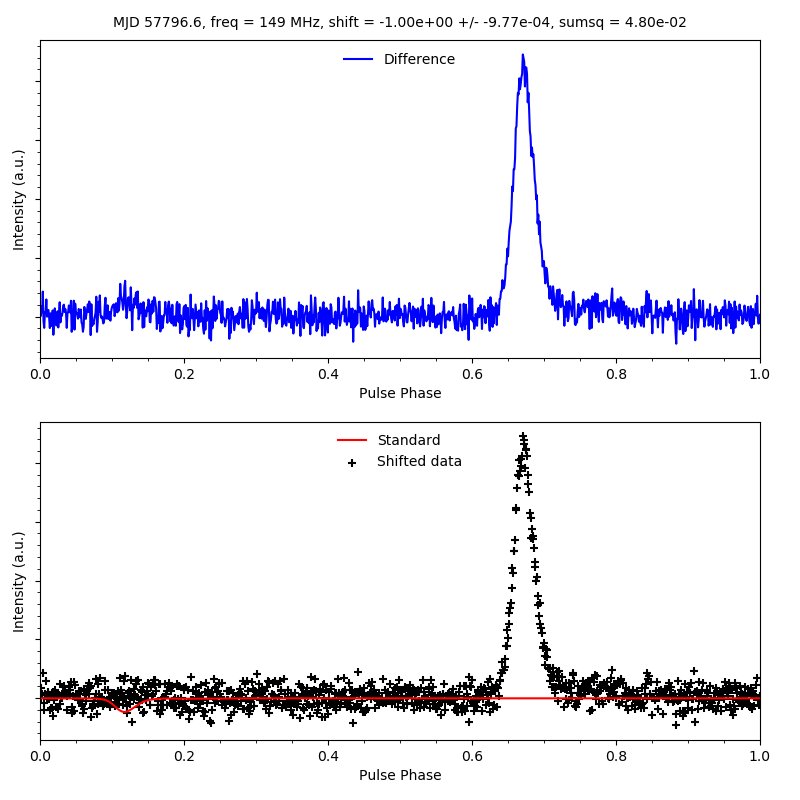 MJD 57796.6, freq = 149 MHz, shift = -1.00e+00 +/- -9.77e-04, sumsq = 4.80e-02
Difference
Intensity (a.u.)
0.0 0.2 0.4 0.6 0.8 1.0
Pulse Phase
Standard
Shifted data
Intensity (a.u.)
0.0 0.2 0.4 0.6 0.8 1.0
Pulse Phase